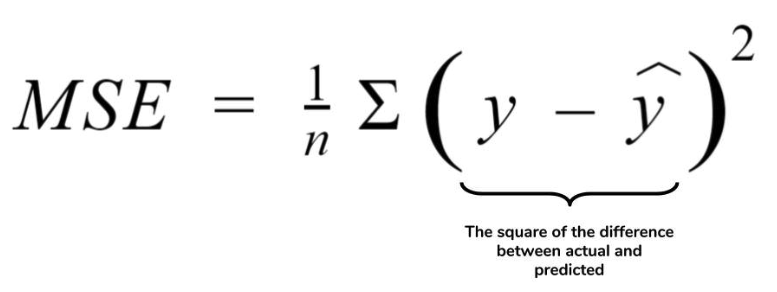 MSE = 1/n Σ (y − ŷ)²
The square of the difference
between actual and
predicted